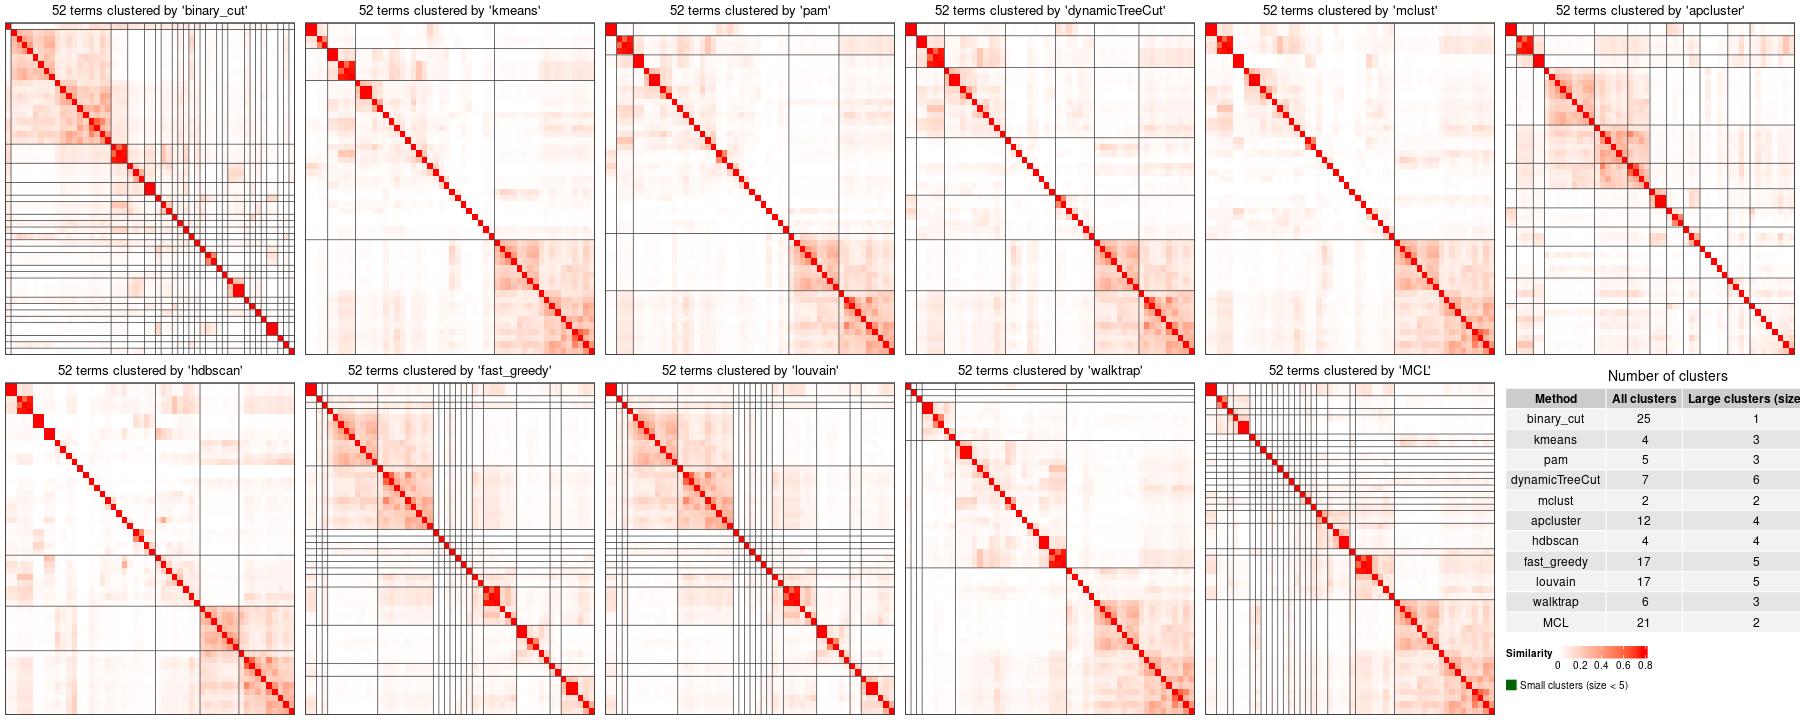 52 terms clustered by 'binary_cut'
52 terms clustered by 'kmeans'
52 terms clustered by 'pam'
52 terms clustered by 'dynamicTreeCut'
52 terms clustered by 'mclust'
52 terms clustered by 'apcluster'
52 terms clustered by 'hdbscan'
52 terms clustered by 'fast_greedy'
52 terms clustered by 'louvain'
52 terms clustered by 'walktrap'
52 terms clustered by 'MCL'
Number of clusters
Method All clusters Large clusters (size
binary_cut 25 1
kmeans 4 3
pam 5 3
dynamicTreeCut 7 6
mclust 2 2
apcluster 12 4
hdbscan 4 4
fast_greedy 17 5
louvain 17 5
walktrap 6 3
MCL 21 2
Similarity
0 0.2 0.4 0.6 0.8
Small clusters (size < 5)